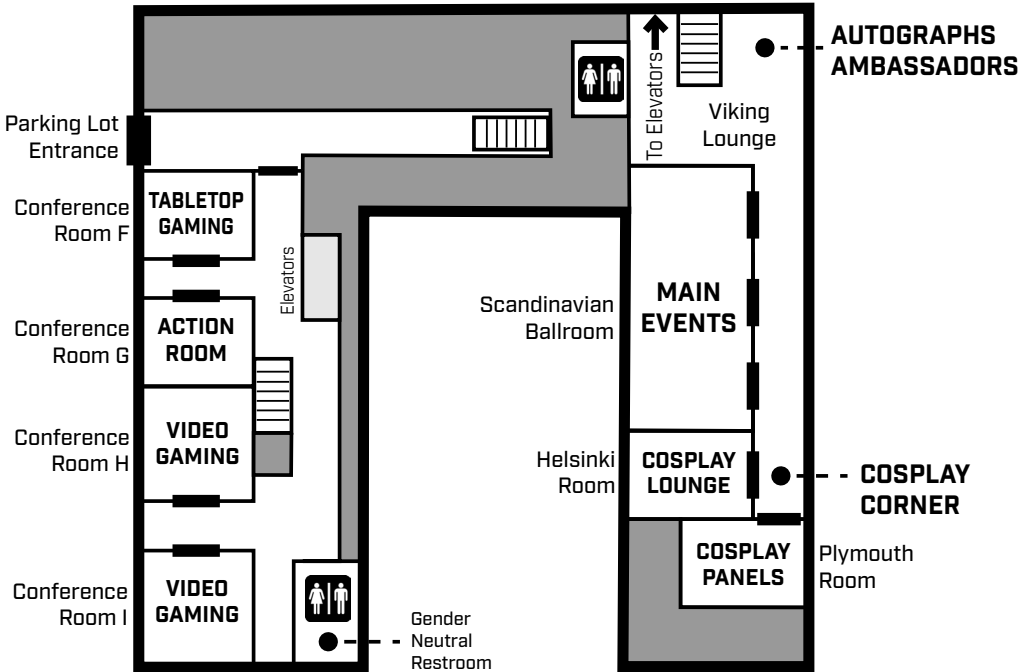 AUTOGRAPHS
AMBASSADORS
To Elevators
Viking
Lounge
Parking Lot
Entrance
Conference
Room F
TABLETOP
GAMING
Elevators
Conference
Room G
ACTION
ROOM
Conference
Room H
VIDEO
GAMING
Conference
Room I
VIDEO
GAMING
Gender
Neutral
Restroom
Scandinavian
Ballroom
MAIN
EVENTS
Helsinki
Room
COSPLAY
LOUNGE
COSPLAY
CORNER
COSPLAY
PANELS
Plymouth
Room